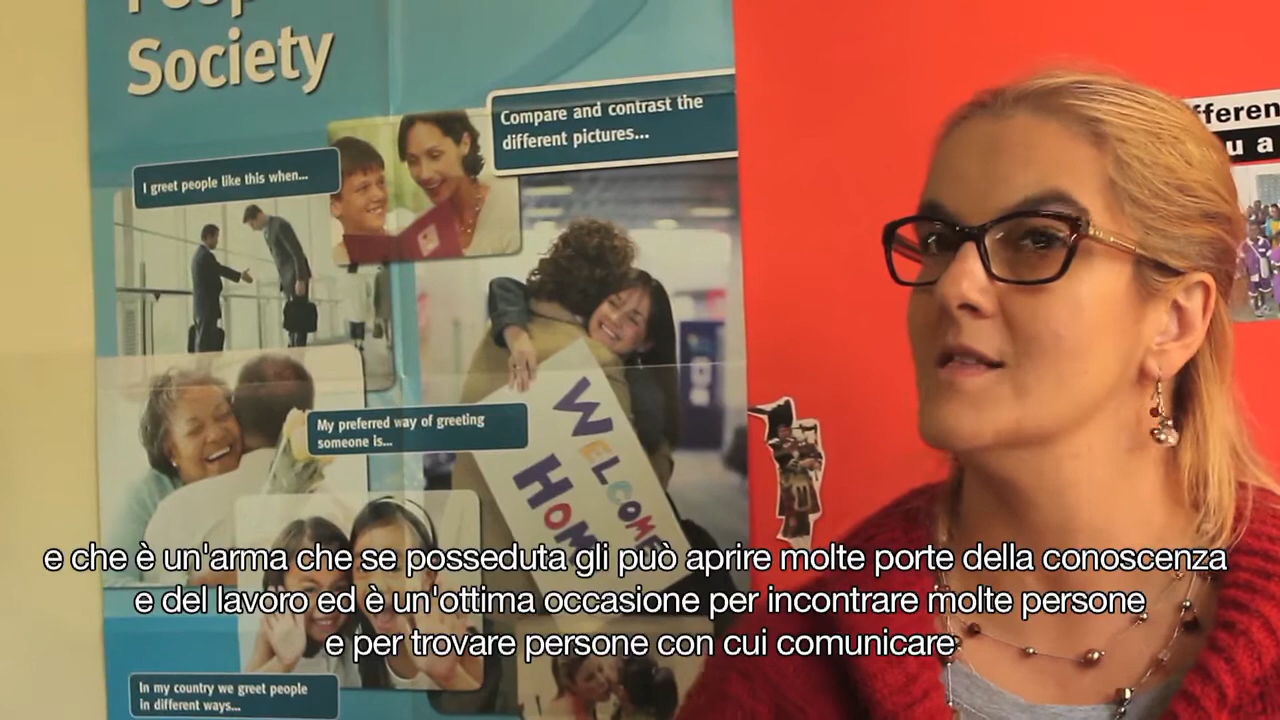 Society
Compare and contrast the
different pictures...
I greet people like this when...
My preferred way of greeting
someone is...
WELCOME
In my country we greet people
in different ways...
e che è un'arma che se posseduta gli può aprire molte porte della conoscenza
e del lavoro ed è un'ottima occasione per incontrare molte persone
e per trovare persone con cui comunicare